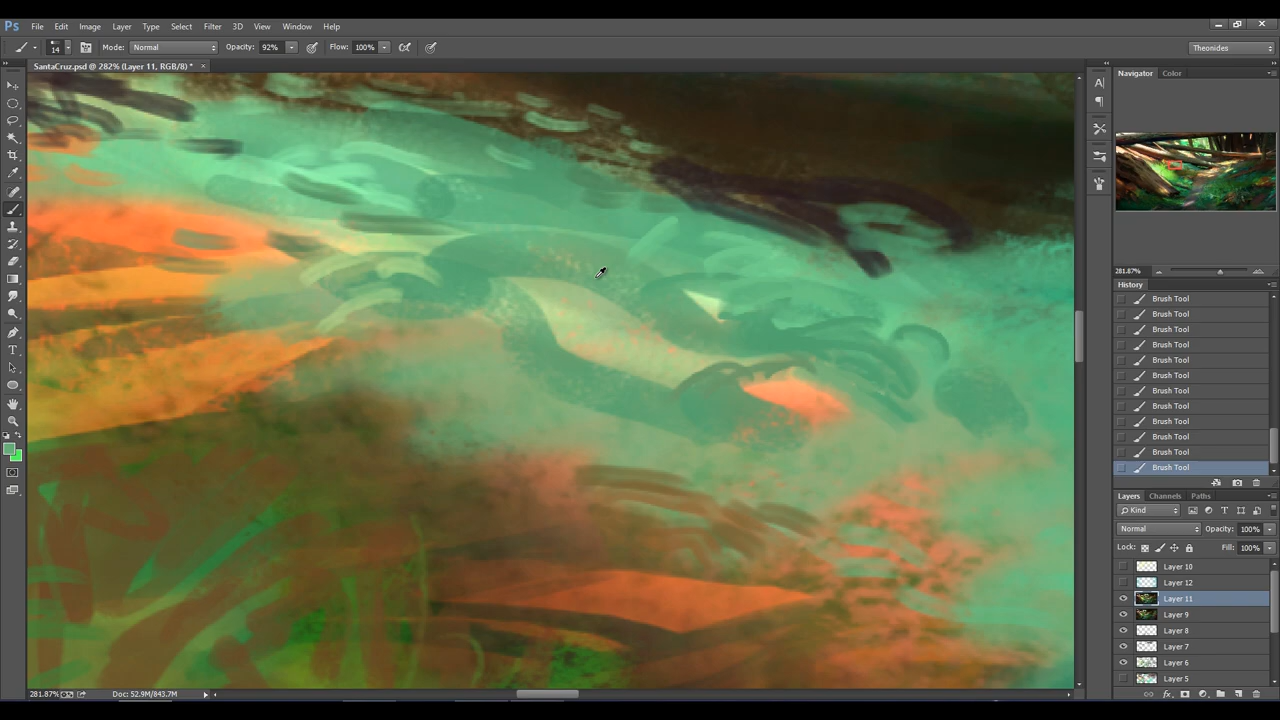 Ps File Edit Image Layer Type Select Filter 3D View Window Help
14 Mode: Normal Opacity: 92% Flow: 100% Theonides
SantaCruz.psd @ 282% (Layer 11, RGB/8) * ×
Navigator Color
281.87%
History
Brush Tool
Brush Tool
Brush Tool
Brush Tool
Brush Tool
Brush Tool
Brush Tool
Brush Tool
Brush Tool
Brush Tool
Brush Tool
Brush Tool
Layers Channels Paths
Kind
Normal Opacity: 100%
Lock: Fill: 100%
Layer 10
Layer 12
Layer 11
Layer 9
Layer 8
Layer 7
Layer 6
Layer 5
281.87% Doc: 52.9M/843.7M